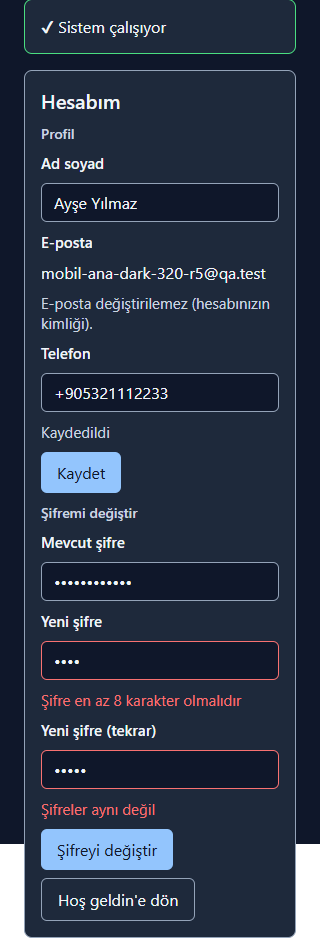 ✓ Sistem çalışıyor
Hesabım
Profil
Ad soyad
Ayşe Yılmaz
E-posta
mobil-ana-dark-320-r5@qa.test
E-posta değiştirilemez (hesabınızın
kimliği).
Telefon
+905321112233
Kaydedildi
Kaydet
Şifremi değiştir
Mevcut şifre
••••••••••••
Yeni şifre
••••
Şifre en az 8 karakter olmalıdır
Yeni şifre (tekrar)
•••••
Şifreler aynı değil
Şifreyi değiştir
Hoş geldin'e dön